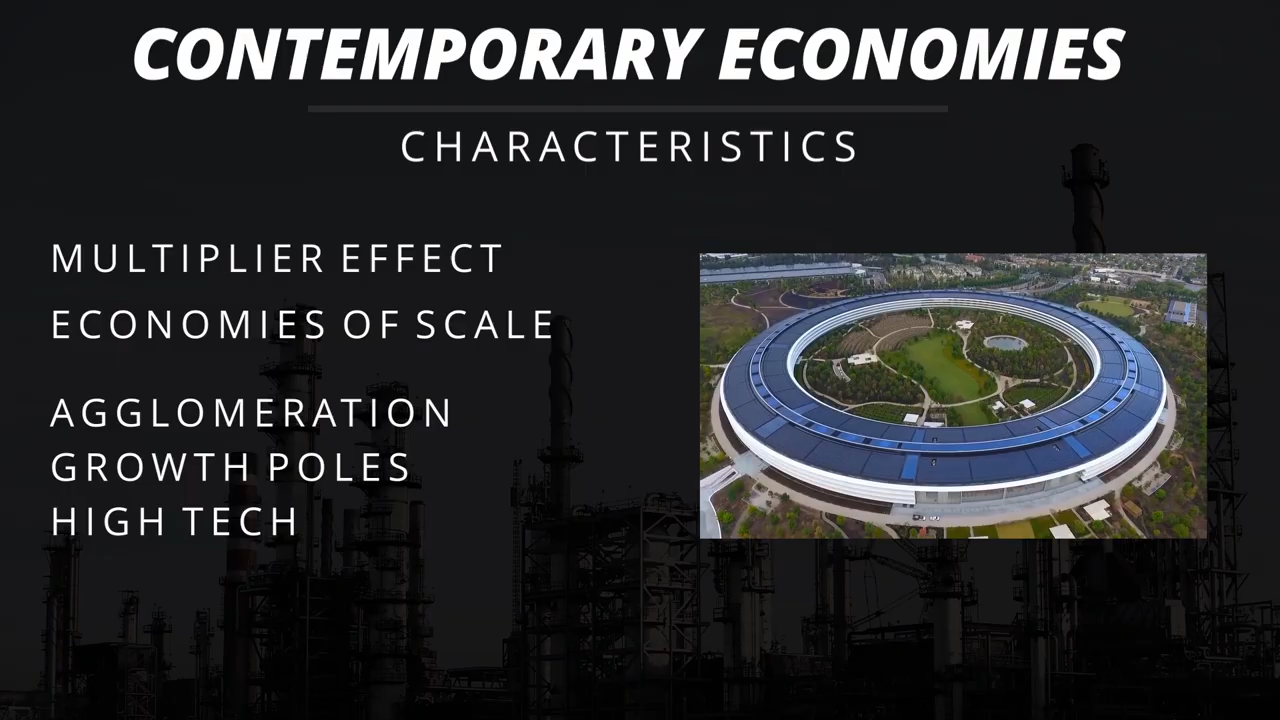 CONTEMPORARY ECONOMIES
CHARACTERISTICS
MULTIPLIER EFFECT
ECONOMIES OF SCALE
AGGLOMERATION
GROWTH POLES
HIGH TECH